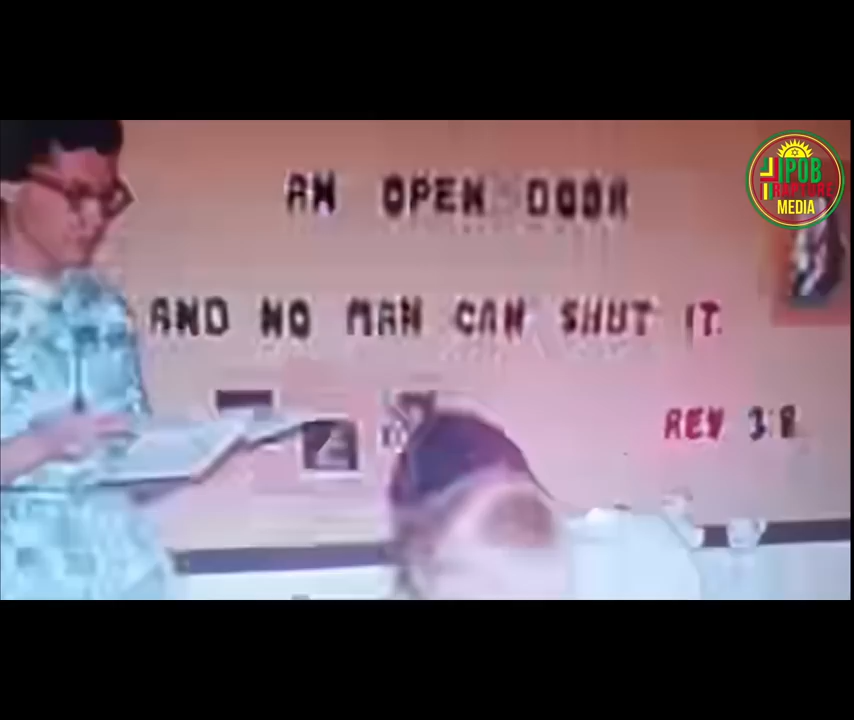 AN OPEN DOOR
AND NO MAN CAN SHUT IT.
REV 3:8
IPOB
RAPTURE
MEDIA